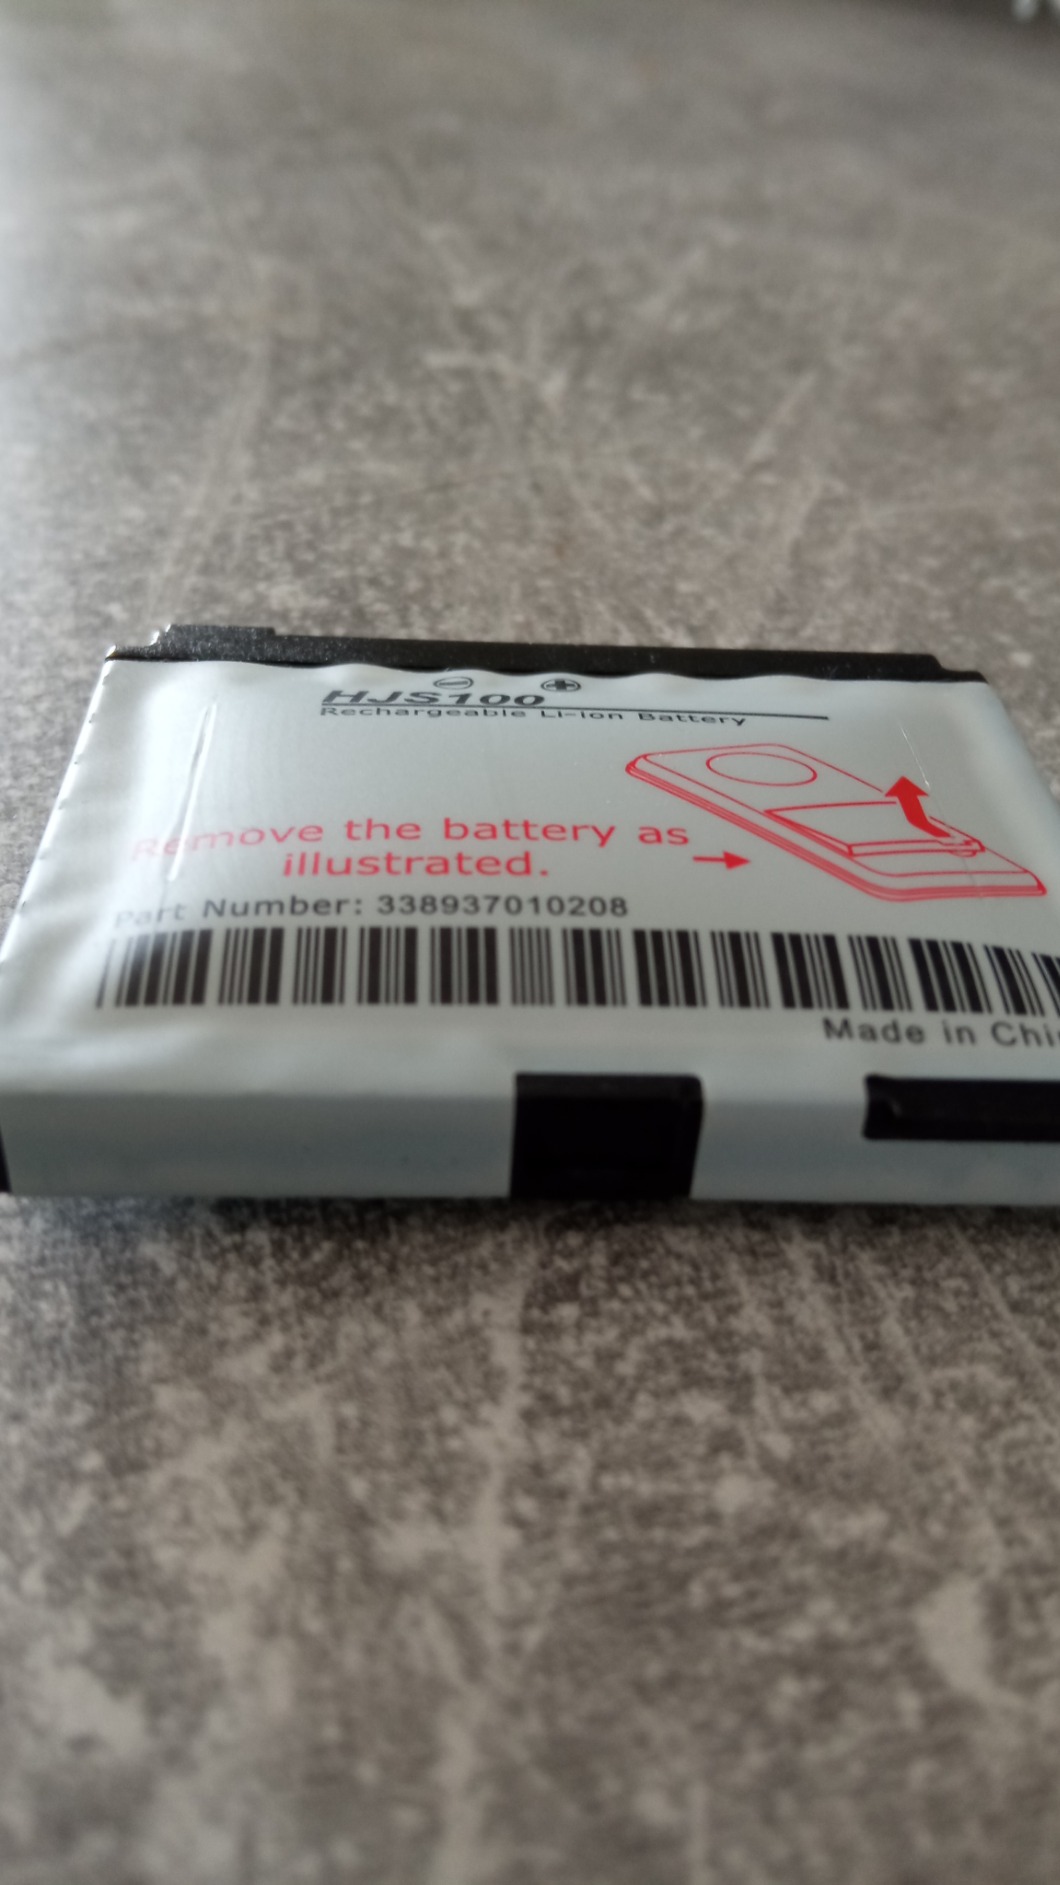 HJS100
Rechargeable Li-ion Battery
Remove the battery as
illustrated.
Part Number: 338937010208
Made in Chi